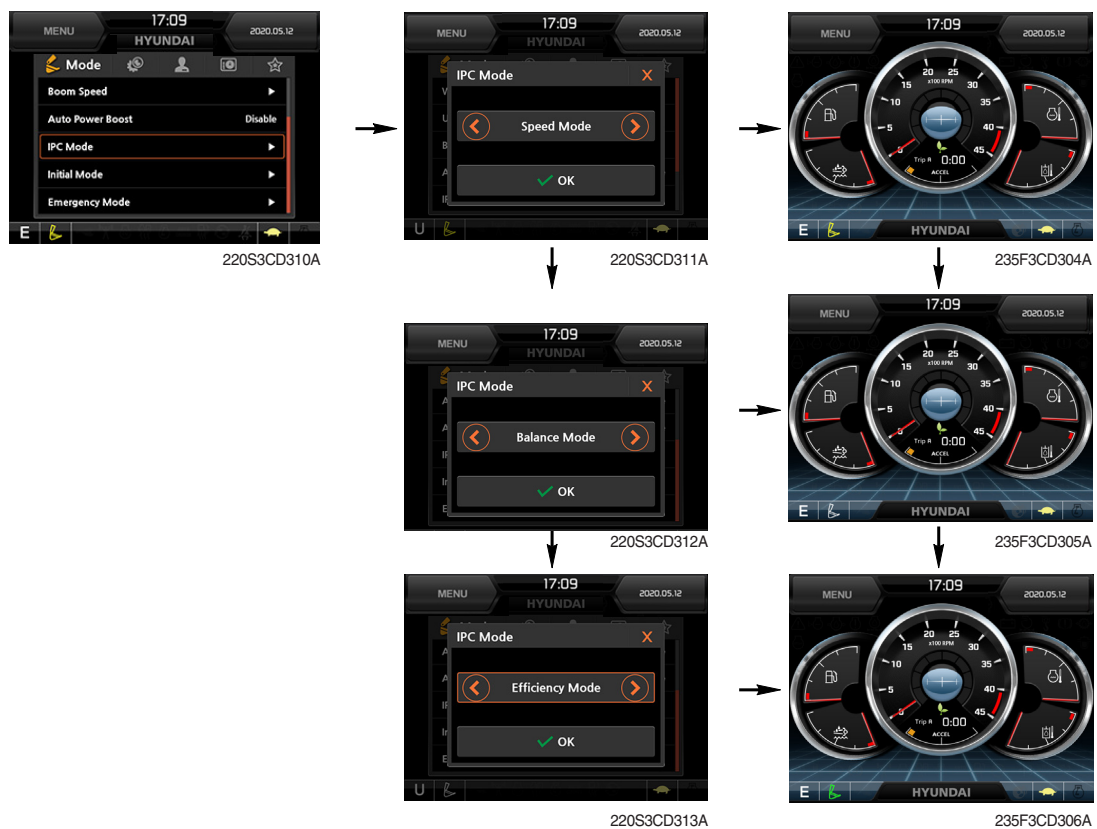 MENU 17:09 HYUNDAI 2020.05.12
Mode
Boom Speed
Auto Power Boost Disable
IPC Mode
Initial Mode
Emergency Mode
E
220S3CD310A
MENU 17:09 HYUNDAI 2020.05.12
IPC Mode X
Speed Mode
OK
U
220S3CD311A
MENU 17:09 2020.05.12
5 10 15 20 25 30 35 40 45
x100 RPM
Trip A 0:00
ACCEL
E HYUNDAI
235F3CD304A
MENU 17:09 HYUNDAI 2020.05.12
IPC Mode X
Balance Mode
OK
220S3CD312A
MENU 17:09 2020.05.12
5 10 15 20 25 30 35 40 45
x100 RPM
Trip A 0:00
ACCEL
E HYUNDAI
235F3CD305A
MENU 17:09 HYUNDAI 2020.05.12
IPC Mode X
Efficiency Mode
OK
U
220S3CD313A
MENU 17:09 2020.05.12
5 10 15 20 25 30 35 40 45
x100 RPM
Trip A 0:00
ACCEL
E HYUNDAI
235F3CD306A